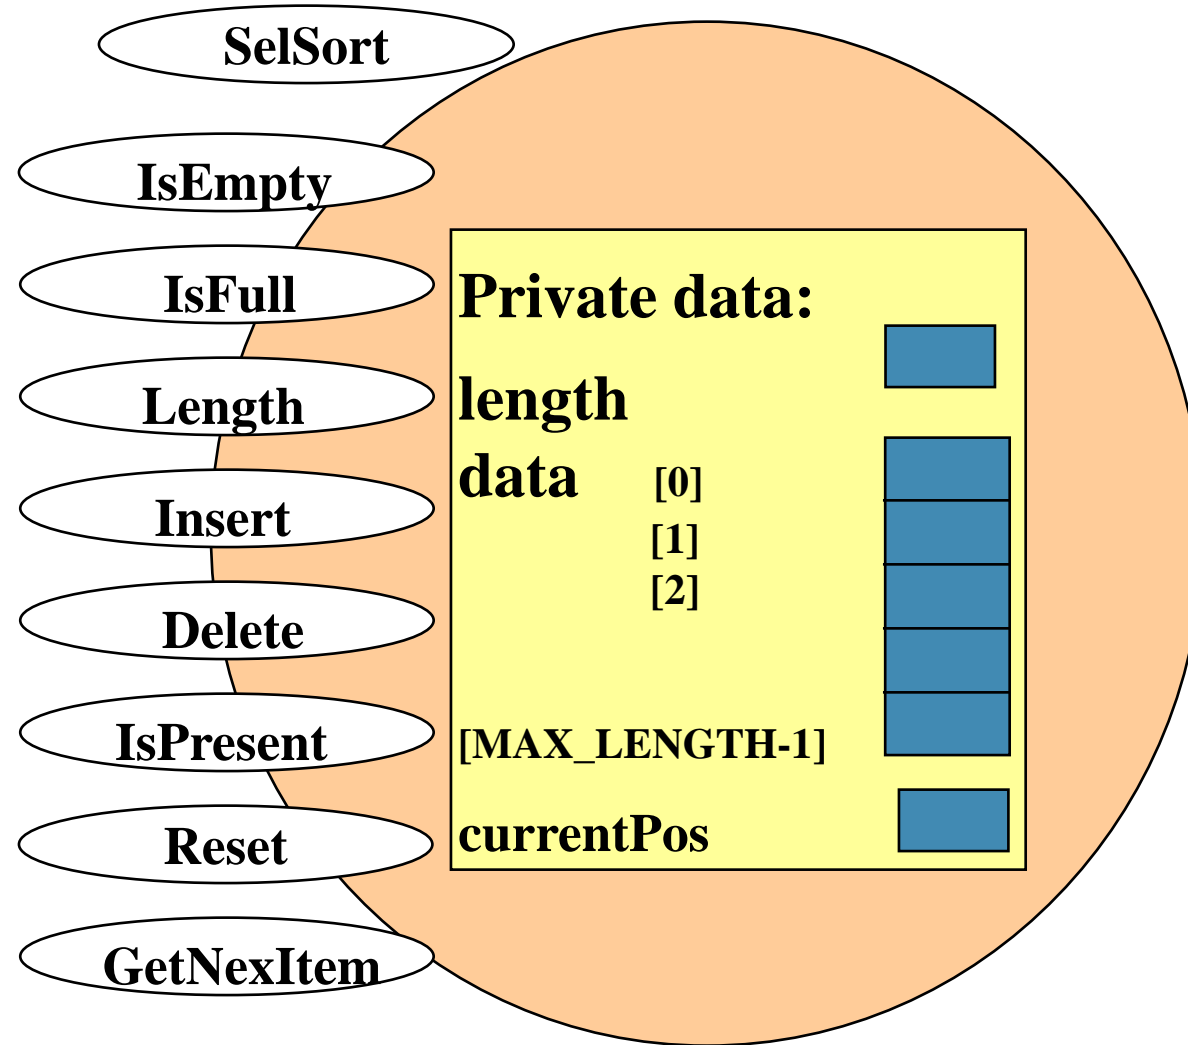 SelSort
IsEmpty
IsFull
Length
Insert
Delete
IsPresent
Reset
GetNexItem
Private data:
length
data [0]
[1]
[2]
[MAX_LENGTH-1]
currentPos